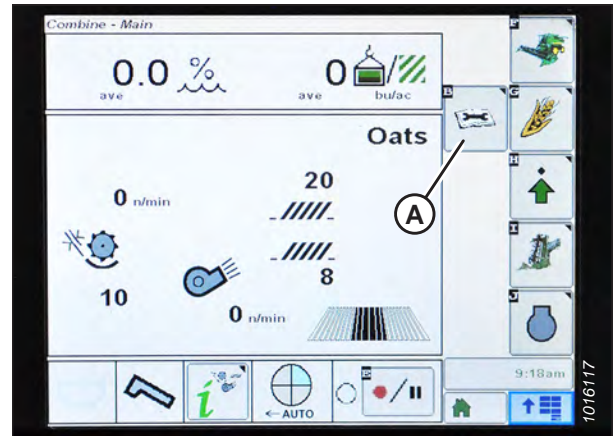 Combine - Main
0.0 %
ave
0
ave bu/ac
Oats
0 n/min
20
8
10
0 n/min
A
B
F
G
H
I
J
i
← AUTO
E
/
9:18am
1016117